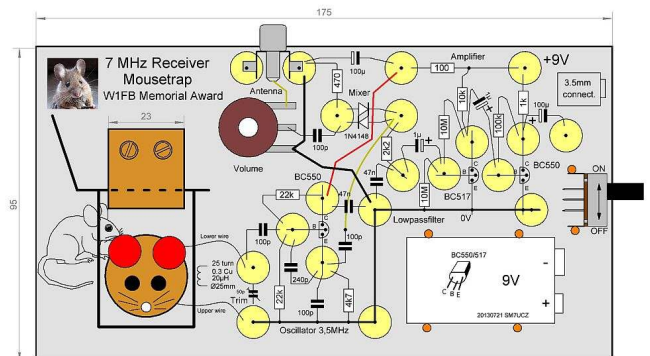 175
7 MHz Receiver
Mousetrap
W1FB Memorial Award
23
95
Antenna
Volume
100µ
470
Mixer
1N4148
100p
Amplifier
100
+9V
3.5mm
connect.
10k
1µ
100k
1k
100µ
+
+
1µ
+
2k2
10M
10M
47n
BC517
BC550
C
B
E
C
B
E
ON
OFF
BC550
22k
47n
C
B
E
Lowpassfilter
0V
Lower wire
25 turn
0.3 Cu
20µH
Ø25mm
Upper wire
100p
50p
Trim
240p
100p
22k
100p
4k7
Oscillator 3,5MHz
BC550/517
C B E
9V
-
+
20130721 SM7UCZ